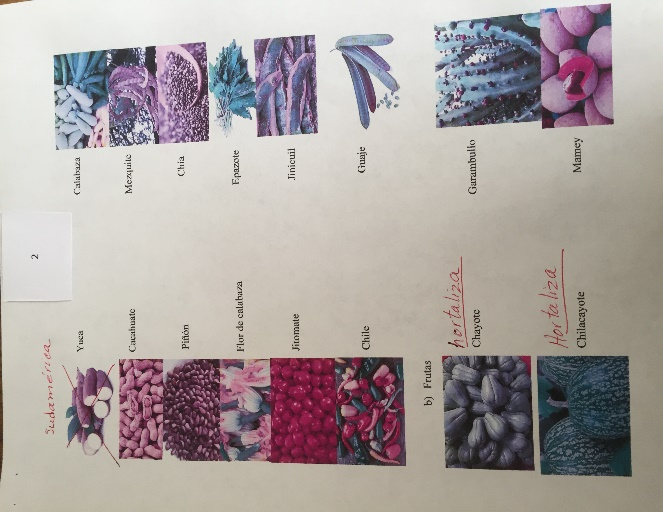 2
sudamérica
Yuca
Calabaza
Cacahuate
Mezquite
Piñón
Chía
Flor de calabaza
Epazote
Jitomate
Jinicuil
Chile
Guaje
b) Frutas
hortaliza
Chayote
Garambullo
Hortaliza
Chilacayote
Mamey